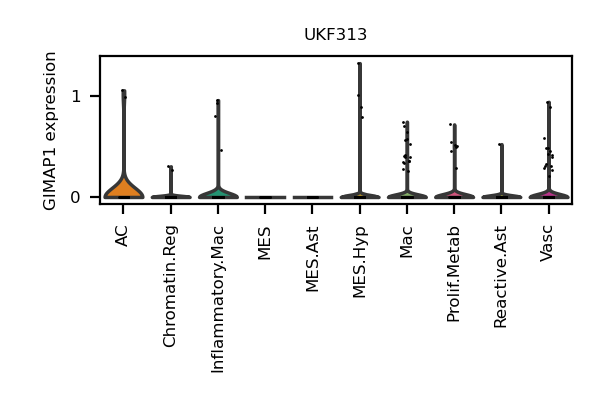 UKF313
GIMAP1 expression
1
0
AC
Chromatin.Reg
Inflammatory.Mac
MES
MES.Ast
MES.Hyp
Mac
Prolif.Metab
Reactive.Ast
Vasc